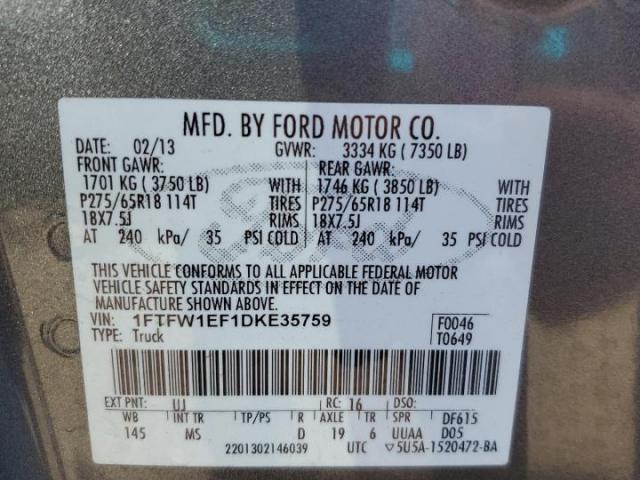 MFD. BY FORD MOTOR CO.
DATE: 02/13 GVWR: 3334 KG ( 7350 LB)
FRONT GAWR: REAR GAWR:
1701 KG ( 3750 LB) WITH 1746 KG ( 3850 LB) WITH
P275/65R18 114T TIRES P275/65R18 114T TIRES
18X7.5J RIMS 18X7.5J RIMS
AT 240 kPa/ 35 PSI COLD AT 240 kPa/ 35 PSI COLD
THIS VEHICLE CONFORMS TO ALL APPLICABLE FEDERAL MOTOR
VEHICLE SAFETY STANDARDS IN EFFECT ON THE DATE OF
MANUFACTURE SHOWN ABOVE.
VIN: 1FTFW1EF1DKE35759 F0046
TYPE: Truck T0649
EXT PNT: UJ RC: 16 DSO:
WB INT TR TP/PS R AXLE TR SPR DF615
145 MS D 19 6 UUAA D05
2201302146039 UTC ▽5U5A-1520472-BA